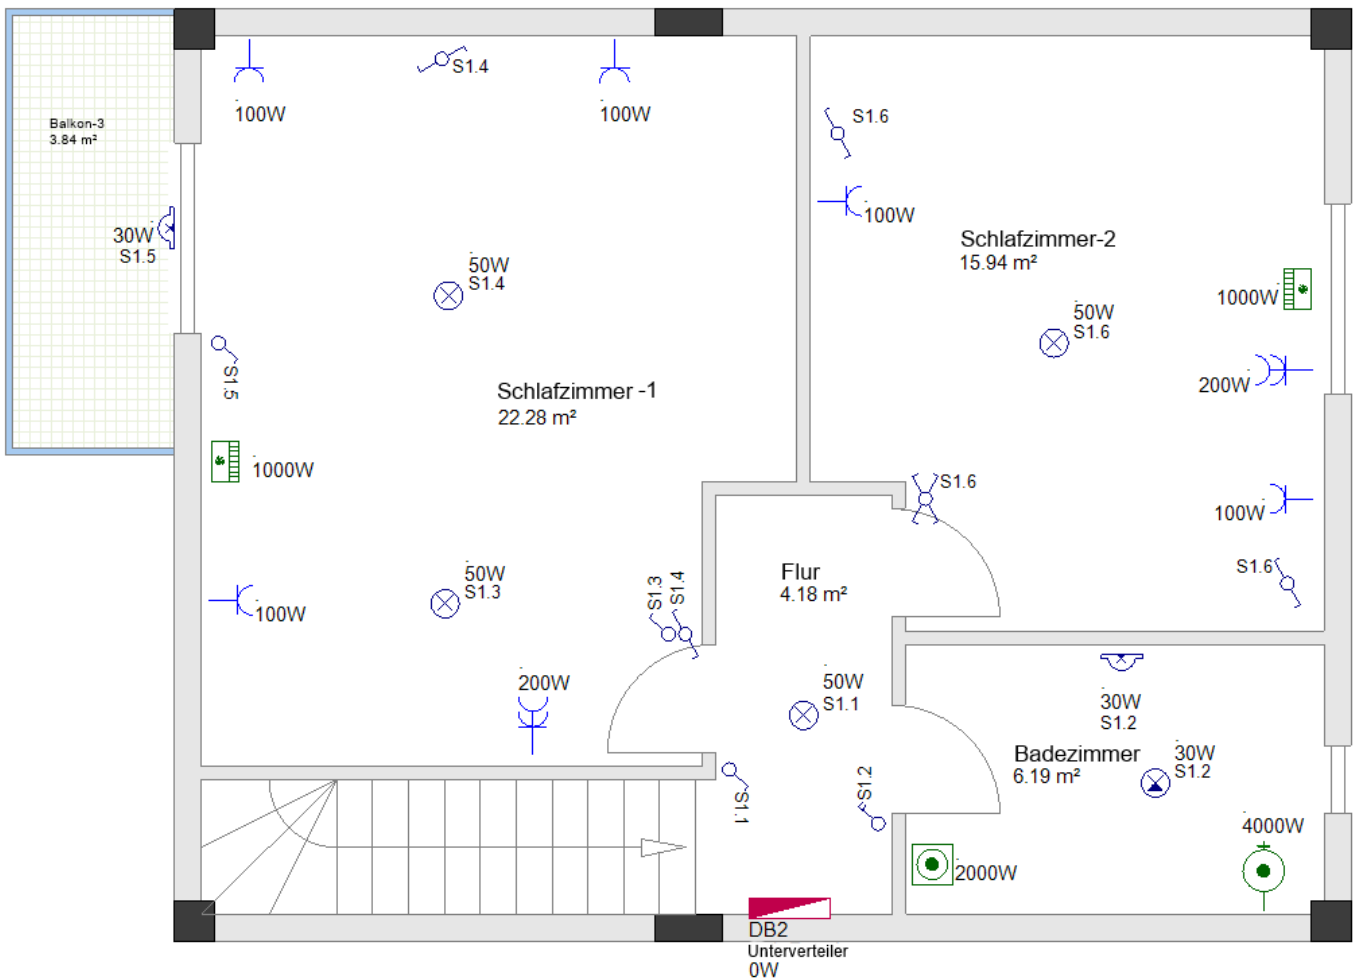 S1.4
100W
100W
S1.6
Balkon-3
3.84 m²
100W
30W
S1.5
Schlafzimmer-2
15.94 m²
50W
S1.4
1000W
50W
S1.6
S1.5
200W
Schlafzimmer -1
22.28 m²
1000W
S1.6
100W
Flur
4.18 m²
S1.6
50W
S1.3
S1.3
S1.4
100W
200W
50W
S1.1
30W
S1.2
Badezimmer
6.19 m²
30W
S1.2
S1.1
S1.2
4000W
2000W
DB2
Unterverteiler
0W